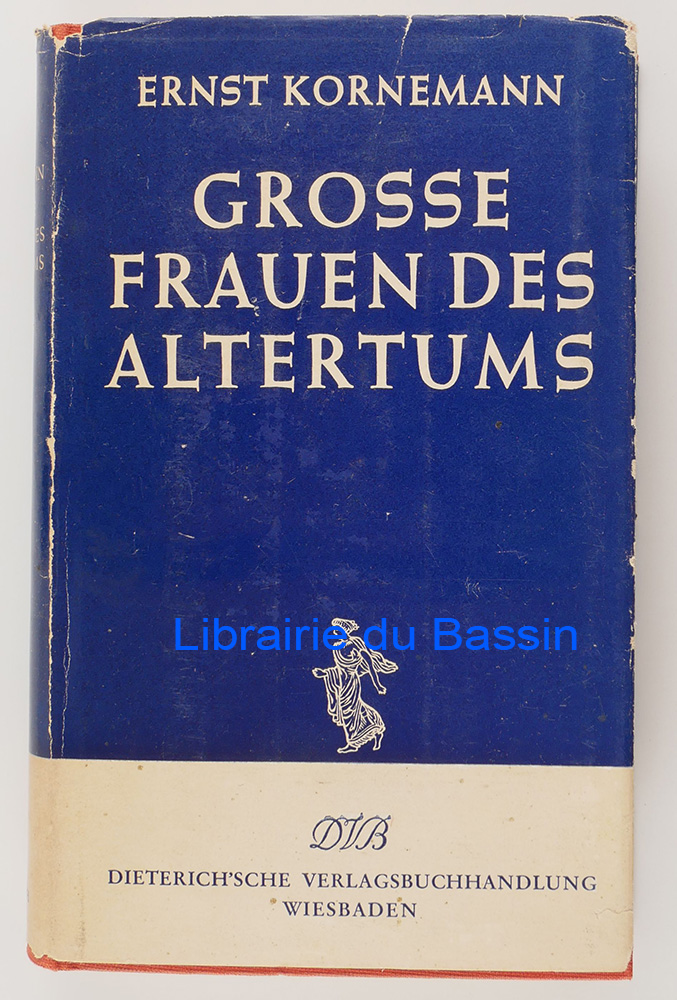 ERNST KORNEMANN
GROSSE
FRAUEN DES
ALTERTUMS
Librairie du Bassin
DVB
DIETERICH'SCHE VERLAGSBUCHHANDLUNG
WIESBADEN